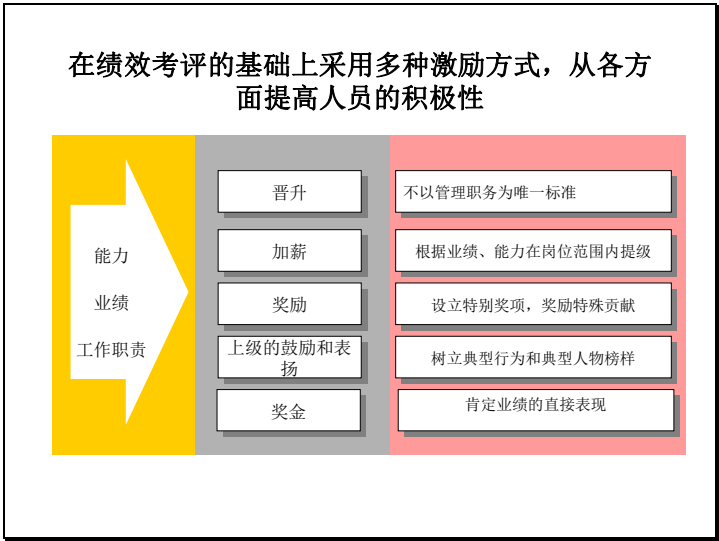 在绩效考评的基础上采用多种激励方式，从各方
面提高人员的积极性
能力
业绩
工作职责
晋升
不以管理职务为唯一标准
加薪
根据业绩、能力在岗位范围内提级
奖励
设立特别奖项，奖励特殊贡献
上级的鼓励和表
扬
树立典型行为和典型人物榜样
奖金
肯定业绩的直接表现